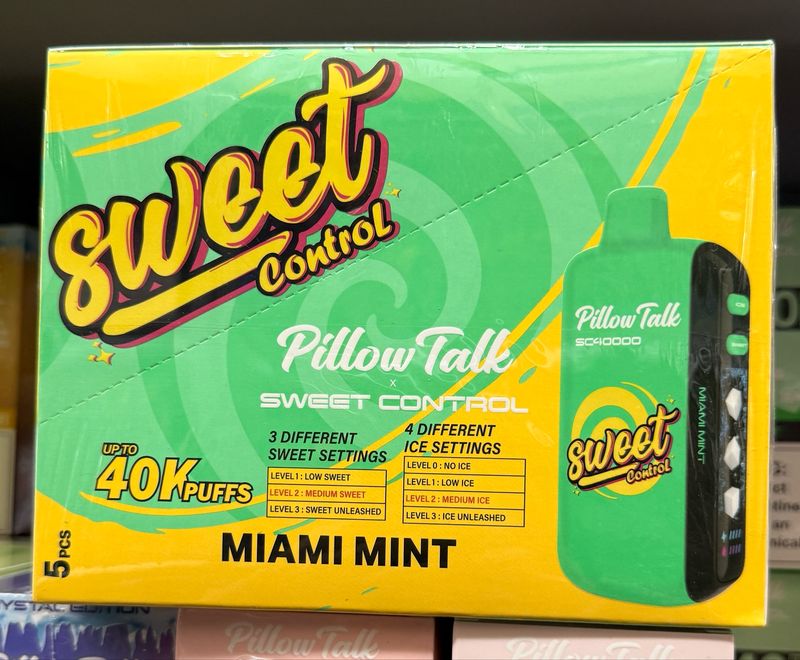 sweet
Control
Pillow Talk
x
SWEET CONTROL
3 DIFFERENT
SWEET SETTINGS
LEVEL 1 : LOW SWEET
LEVEL 2 : MEDIUM SWEET
LEVEL 3 : SWEET UNLEASHED
4 DIFFERENT
ICE SETTINGS
LEVEL 0 : NO ICE
LEVEL 1 : LOW ICE
LEVEL 2 : MEDIUM ICE
LEVEL 3 : ICE UNLEASHED
UP TO
40K PUFFS
5 PCS
MIAMI MINT
Pillow Talk
SC40000
sweet
Control
ICE
SWEET
MIAMI MINT
EDITION
Pillow Talk
Pillow Talk